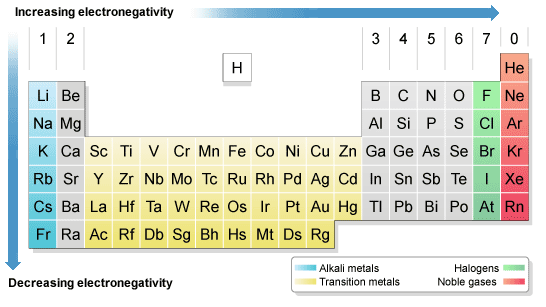 Increasing electronegativity
1 2 3 4 5 6 7 0
H He
Li Be B C N O F Ne
Na Mg Al Si P S Cl Ar
K Ca Sc Ti V Cr Mn Fe Co Ni Cu Zn Ga Ge As Se Br Kr
Rb Sr Y Zr Nb Mo Tc Ru Rh Pd Ag Cd In Sn Sb Te I Xe
Cs Ba La Hf Ta W Re Os Ir Pt Au Hg Tl Pb Bi Po At Rn
Fr Ra Ac Rf Db Sg Bh Hs Mt Ds Rg
Decreasing electronegativity
Alkali metals Halogens
Transition metals Noble gases